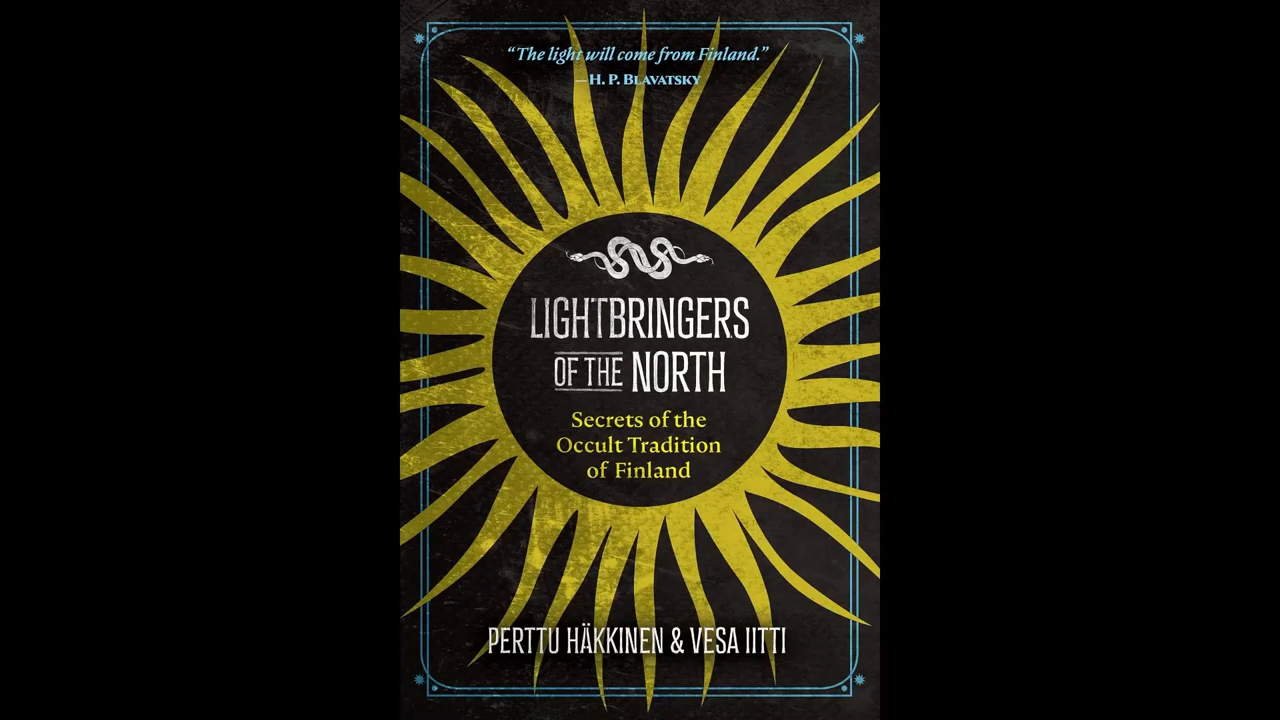 “The light will come from Finland.”
—H. P. Blavatsky
LIGHTBRINGERS
OF THE NORTH
Secrets of the
Occult Tradition
of Finland
PERTTU HÄKKINEN & VESA IITTI